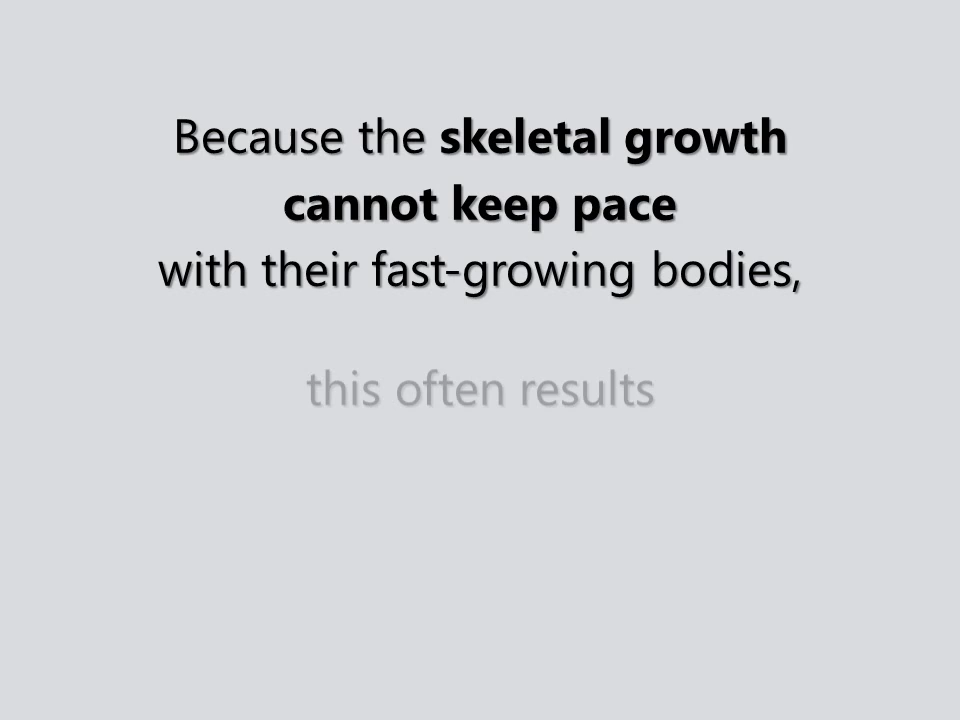 Because the skeletal growth
cannot keep pace
with their fast-growing bodies,
this often results